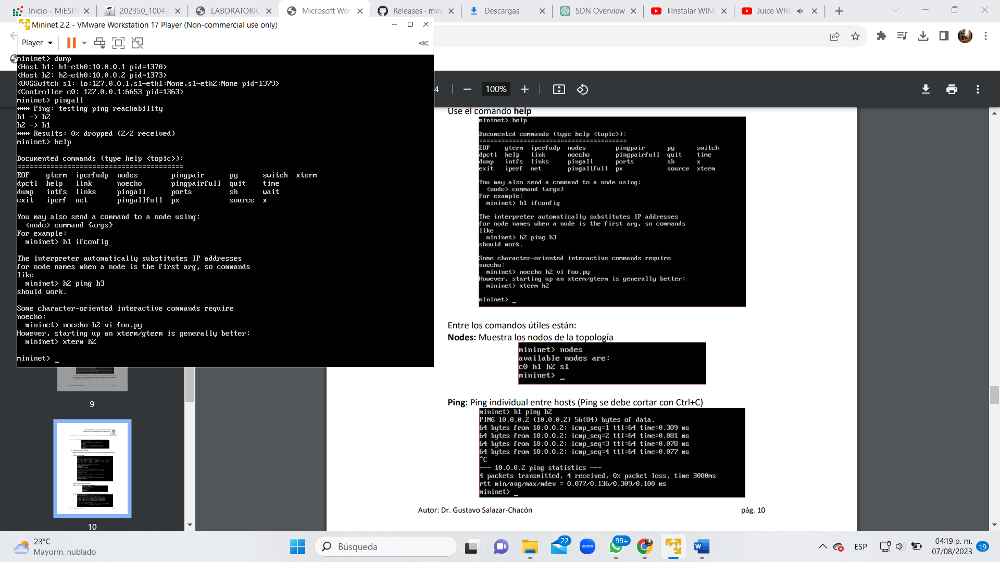 Inicio - MiESPE
202350_10042
LABORATORIO
Microsoft Wor
Releases · mini
Descargas
SDN Overview
Instalar WIND
Juice WRL
Mininet 2.2 - VMware Workstation 17 Player (Non-commercial use only)
Player
mininet> dump
<Host h1: h1-eth0:10.0.0.1 pid=1370>
<Host h2: h2-eth0:10.0.0.2 pid=1373>
<OVSSwitch s1: lo:127.0.0.1,s1-eth1:None,s1-eth2:None pid=1379>
<Controller c0: 127.0.0.1:6653 pid=1363>
mininet> pingall
*** Ping: testing ping reachability
h1 -> h2
h2 -> h1
*** Results: 0% dropped (2/2 received)
mininet> help
Documented commands (type help <topic>):
========================================
EOF    gterm  iperfudp  nodes        pingpair      py      switch  xterm
dpctl  help   link      noecho       pingpairfull  quit    time
dump   intfs  links     pingall      ports         sh      wait
exit   iperf  net       pingallfull  px            source  x
You may also send a command to a node using:
  <node> command {args}
For example:
  mininet> h1 ifconfig
The interpreter automatically substitutes IP addresses
for node names when a node is the first arg, so commands
like
  mininet> h2 ping h3
should work.
Some character-oriented interactive commands require
noecho:
  mininet> noecho h2 vi foo.py
However, starting up an xterm/gterm is generally better:
  mininet> xterm h2
mininet> _
4
100%
Use el comando help
mininet> help
Documented commands (type help <topic>):
========================================
EOF    gterm  iperfudp  nodes        pingpair      py      switch
dpctl  help   link      noecho       pingpairfull  quit    time
dump   intfs  links     pingall      ports         sh      x
exit   iperf  net       pingallfull  px            source  xterm
You may also send a command to a node using:
  <node> command {args}
For example:
  mininet> h1 ifconfig
The interpreter automatically substitutes IP addresses
for node names when a node is the first arg, so commands
like
  mininet> h2 ping h3
should work.
Some character-oriented interactive commands require
noecho:
  mininet> noecho h2 vi foo.py
However, starting up an xterm/gterm is generally better:
  mininet> xterm h2
mininet> _
Entre los comandos útiles están:
Nodes: Muestra los nodos de la topología
mininet> nodes
available nodes are:
c0 h1 h2 s1
mininet> _
Ping: Ping individual entre hosts (Ping se debe cortar con Ctrl+C)
mininet> h1 ping h2
PING 10.0.0.2 (10.0.0.2) 56(84) bytes of data.
64 bytes from 10.0.0.2: icmp_seq=1 ttl=64 time=0.309 ms
64 bytes from 10.0.0.2: icmp_seq=2 ttl=64 time=0.081 ms
64 bytes from 10.0.0.2: icmp_seq=3 ttl=64 time=0.078 ms
64 bytes from 10.0.0.2: icmp_seq=4 ttl=64 time=0.077 ms
^C
--- 10.0.0.2 ping statistics ---
4 packets transmitted, 4 received, 0% packet loss, time 3000ms
rtt min/avg/max/mdev = 0.077/0.136/0.309/0.100 ms
mininet> _
Autor: Dr. Gustavo Salazar-Chacón
pág. 10
9
10
23°C
Mayorm. nublado
Búsqueda
22
zoom
99+
W
ESP
04:19 p. m.
07/08/2023
19